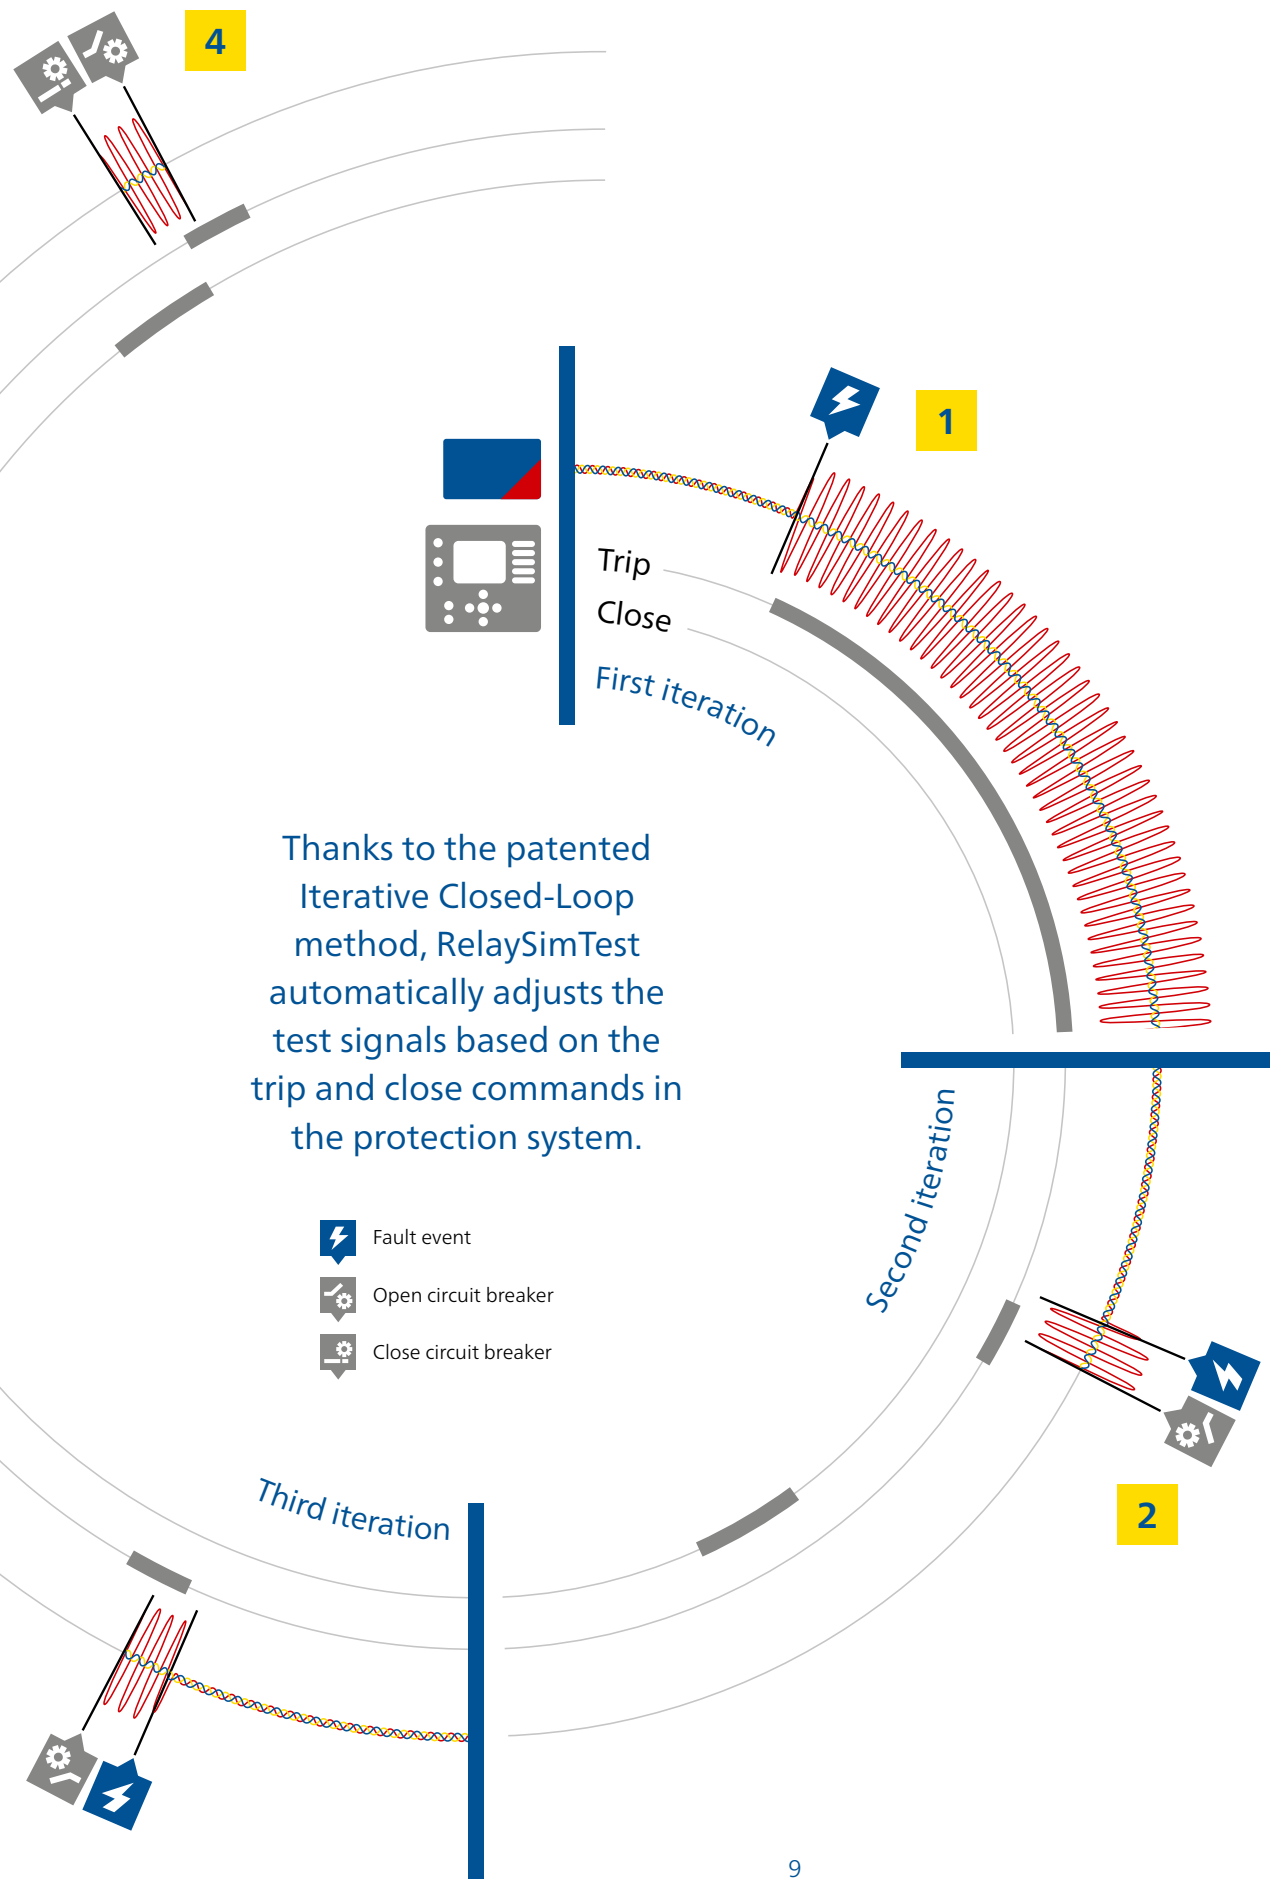 4
1
Trip
Close
First iteration
Thanks to the patented
Iterative Closed-Loop
method, RelaySimTest
automatically adjusts the
test signals based on the
trip and close commands in
the protection system.
Second iteration
Fault event
Open circuit breaker
Close circuit breaker
Third iteration
2
9